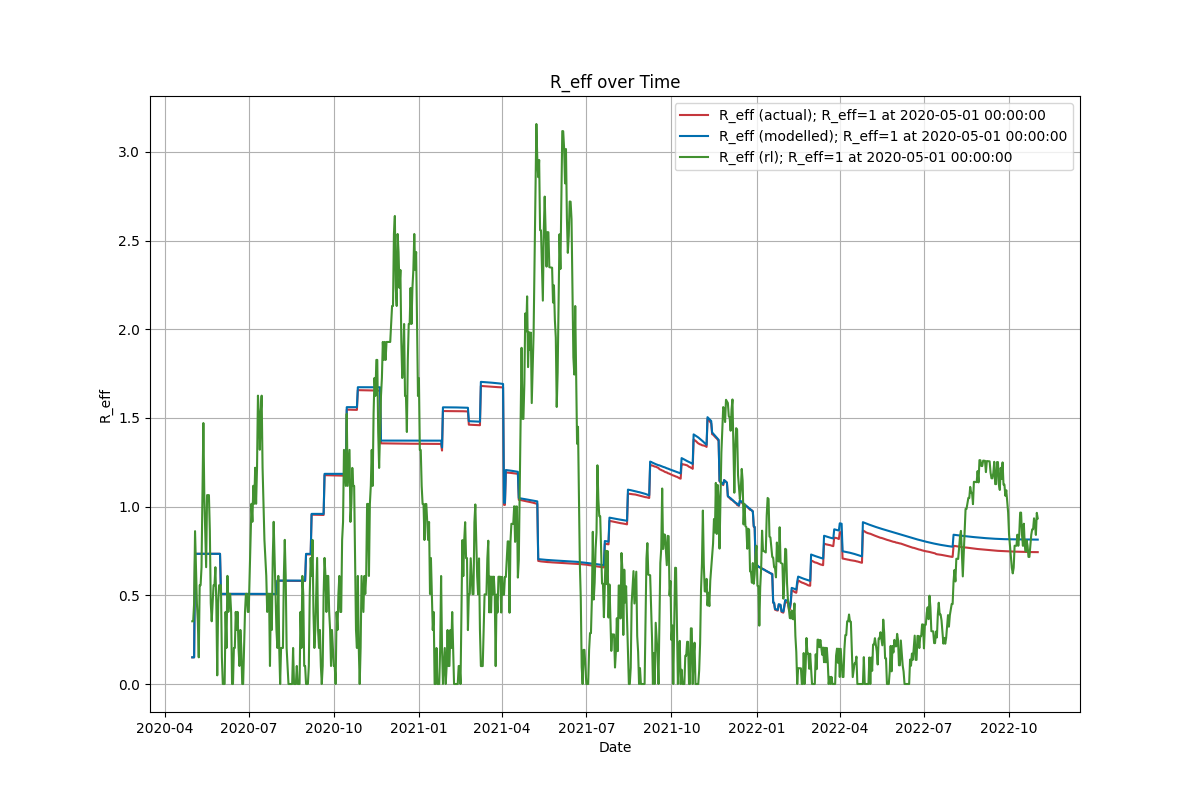 R_eff over Time
R_eff (actual); R_eff=1 at 2020-05-01 00:00:00
R_eff (modelled); R_eff=1 at 2020-05-01 00:00:00
R_eff (rl); R_eff=1 at 2020-05-01 00:00:00
3.0
2.5
2.0
1.5
1.0
0.5
0.0
R_eff
2020-04 2020-07 2020-10 2021-01 2021-04 2021-07 2021-10 2022-01 2022-04 2022-07 2022-10
Date